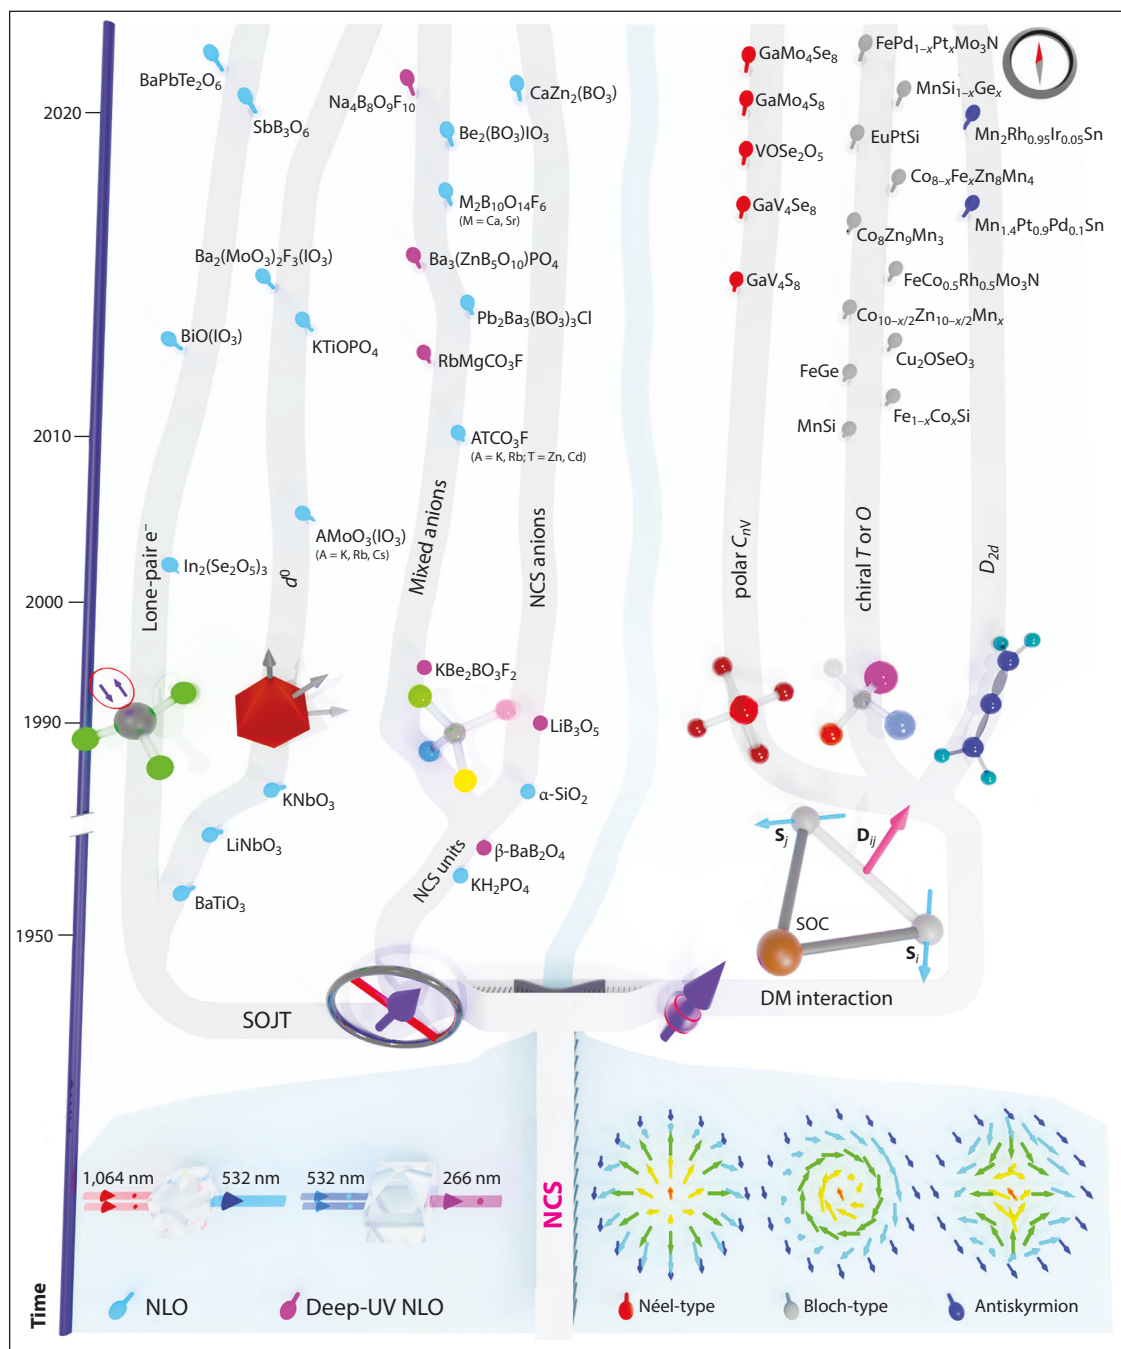 BaPbTe₂O₆
SbB₃O₆
Na₄B₈O₉F₁₀
CaZn₂(BO₃)
Be₂(BO₃)IO₃
M₂B₁₀O₁₄F₆
(M = Ca, Sr)
Ba₂(MoO₃)₂F₃(IO₃)
Ba₃(ZnB₅O₁₀)PO₄
Pb₂Ba₃(BO₃)₃Cl
BiO(IO₃)
KTiOPO₄
RbMgCO₃F
ATCO₃F
(A = K, Rb; T = Zn, Cd)
AMoO₃(IO₃)
(A = K, Rb, Cs)
In₂(Se₂O₅)₃
Lone-pair e⁻
d⁰
Mixed anions
NCS anions
KBe₂BO₃F₂
LiB₃O₅
α-SiO₂
KNbO₃
LiNbO₃
BaTiO₃
β-BaB₂O₄
KH₂PO₄
NCS units
SOJT
GaMo₄Se₈
GaMo₄S₈
VOSe₂O₅
GaV₄Se₈
GaV₄S₈
FePd₁₋ₓPtₓMo₃N
MnSi₁₋ₓGeₓ
EuPtSi
Mn₂Rh₀.₉₅Ir₀.₀₅Sn
Co₈₋ₓFeₓZn₈Mn₄
Co₈Zn₉Mn₃
Mn₁.₄Pt₀.₉Pd₀.₁Sn
FeCo₀.₅Rh₀.₅Mo₃N
Co₁₀₋ₓ/₂Zn₁₀₋ₓ/₂Mnₓ
Cu₂OSeO₃
FeGe
Fe₁₋ₓCoₓSi
MnSi
polar Cnv
chiral T or O
D2d
Sj
Dij
SOC
Si
DM interaction
2020
2010
2000
1990
1950
Time
NCS
1,064 nm
532 nm
532 nm
266 nm
NLO
Deep-UV NLO
Néel-type
Bloch-type
Antiskyrmion